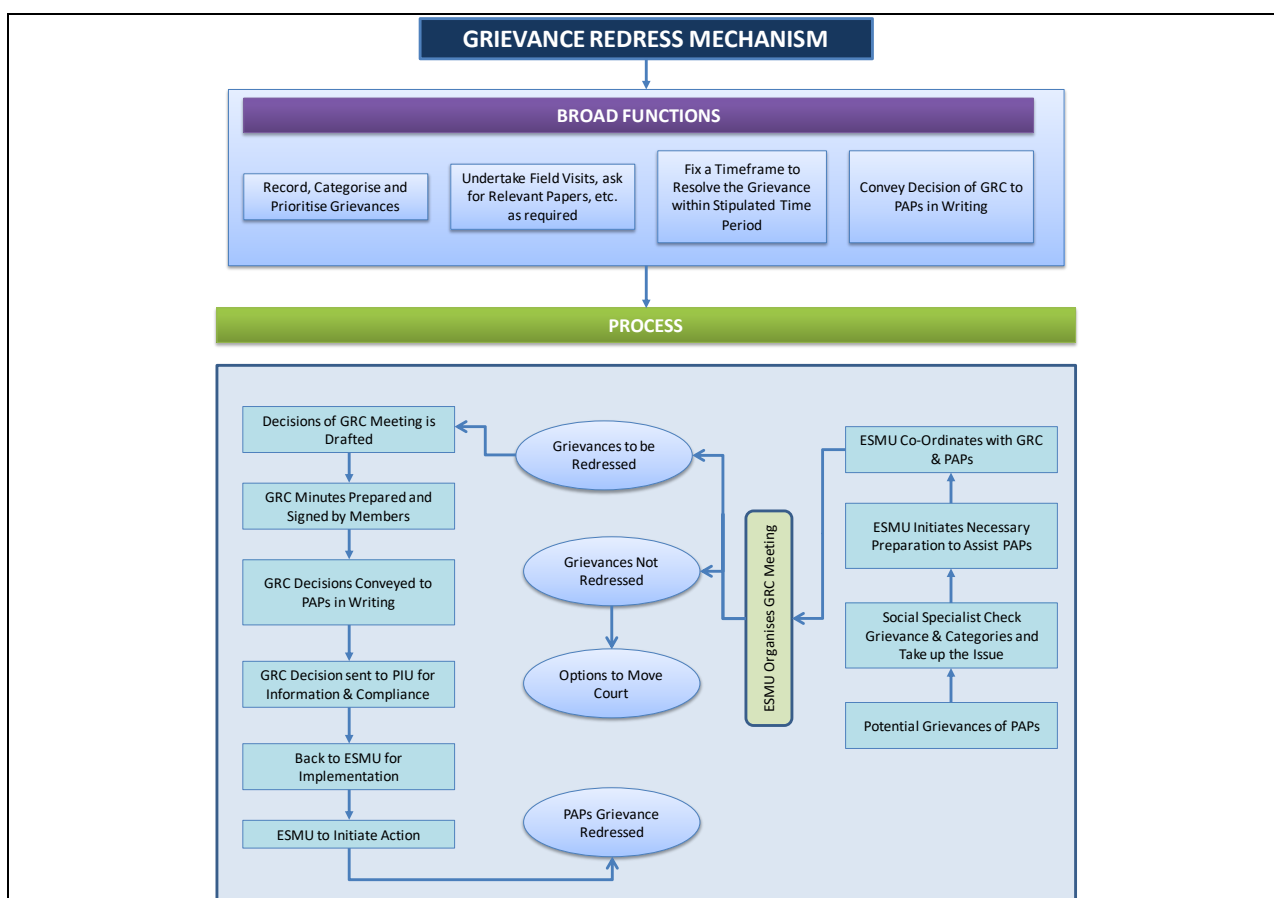 GRIEVANCE REDRESS MECHANISM
BROAD FUNCTIONS
Record, Categorise and
Prioritise Grievances
Undertake Field Visits, ask
for Relevant Papers, etc.
as required
Fix a Timeframe to
Resolve the Grievance
within Stipulated Time
Period
Convey Decision of GRC to
PAPs in Writing
PROCESS
Decisions of GRC Meeting is
Drafted
GRC Minutes Prepared and
Signed by Members
GRC Decisions Conveyed to
PAPs in Writing
GRC Decision sent to PIU for
Information & Compliance
Back to ESMU for
Implementation
ESMU to Initiate Action
Grievances to be
Redressed
Grievances Not
Redressed
Options to Move
Court
PAPs Grievance
Redressed
ESMU Organises GRC Meeting
ESMU Co-Ordinates with GRC
& PAPs
ESMU Initiates Necessary
Preparation to Assist PAPs
Social Specialist Check
Grievance & Categories and
Take up the Issue
Potential Grievances of PAPs